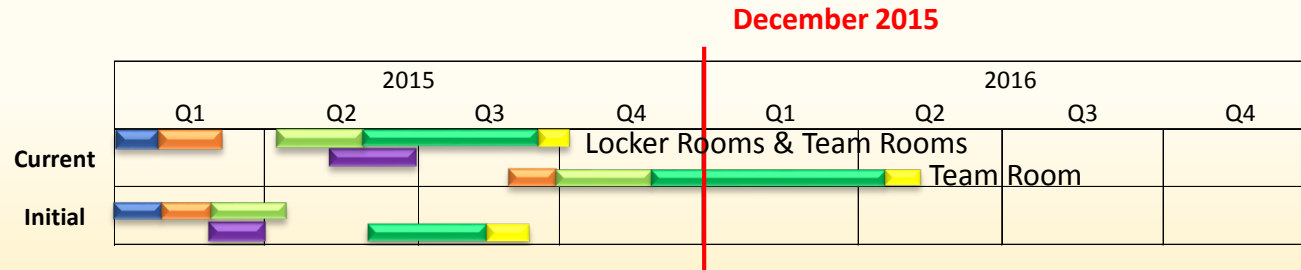 December 2015
2015 2016
Q1 Q2 Q3 Q4 Q1 Q2 Q3 Q4
Locker Rooms & Team Rooms
Current
Team Room
Initial